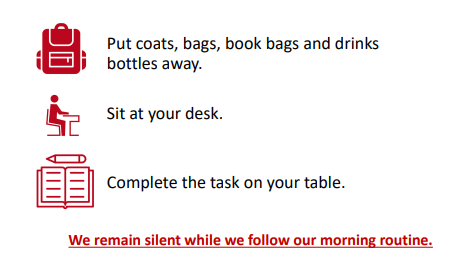 Put coats, bags, book bags and drinks
bottles away.
Sit at your desk.
Complete the task on your table.
We remain silent while we follow our morning routine.